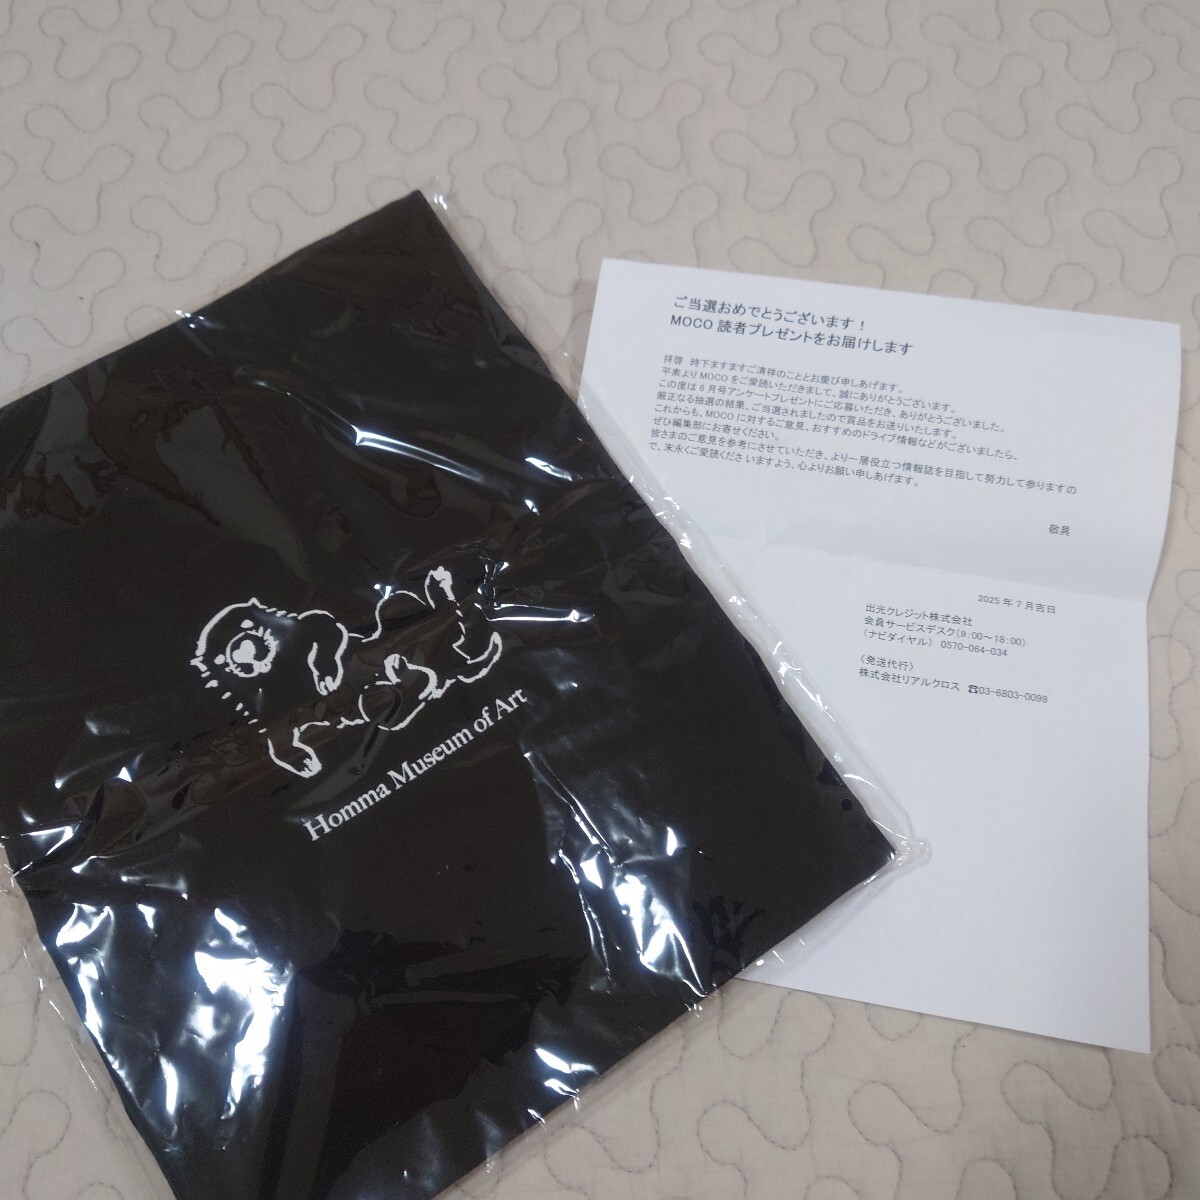 Homma Museum of Art
ご当選おめでとうございます！
MOCO 読者プレゼントをお届けします
拝啓 時下ますますご清祥のこととお慶び申しあげます。
平素より MOCO をご愛読いただきまして、誠にありがとうございます。
この度は 6 月号アンケートプレゼントにご応募いただき、ありがとうございました。
厳正なる抽選の結果、ご当選されましたので賞品をお送りいたします。
これからも、MOCO に対するご意見、おすすめのドライブ情報などがございましたら、
ぜひ編集部にお寄せください。
皆さまのご意見を参考にさせていただき、より一層役立つ情報誌を目指して努力して参りますの
で、末永くご愛読くださいますよう、心よりお願い申しあげます。
敬具
2025 年 7 月吉日
出光クレジット株式会社
会員サービスデスク（9：00～18：00）
（ナビダイヤル） 0570-064-034
〈発送代行〉
株式会社リアルクロス ☎03-6803-0099